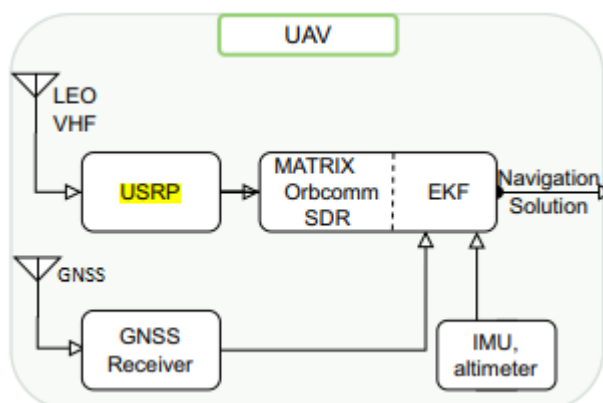 UAV
LEO
VHF
USRP
MATRIX
Orbcomm
SDR
EKF
Navigation
Solution
GNSS
GNSS
Receiver
IMU,
altimeter